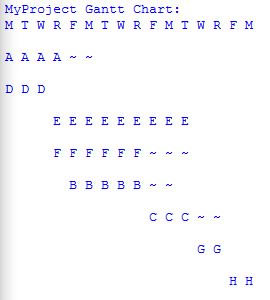 MyProject Gantt Chart:
M T W R F M T W R F M T W R F M
A A A A ~ ~
D D D
E E E E E E E E E
F F F F F F ~ ~ ~
B B B B B ~ ~
C C C ~ ~
G G
H H